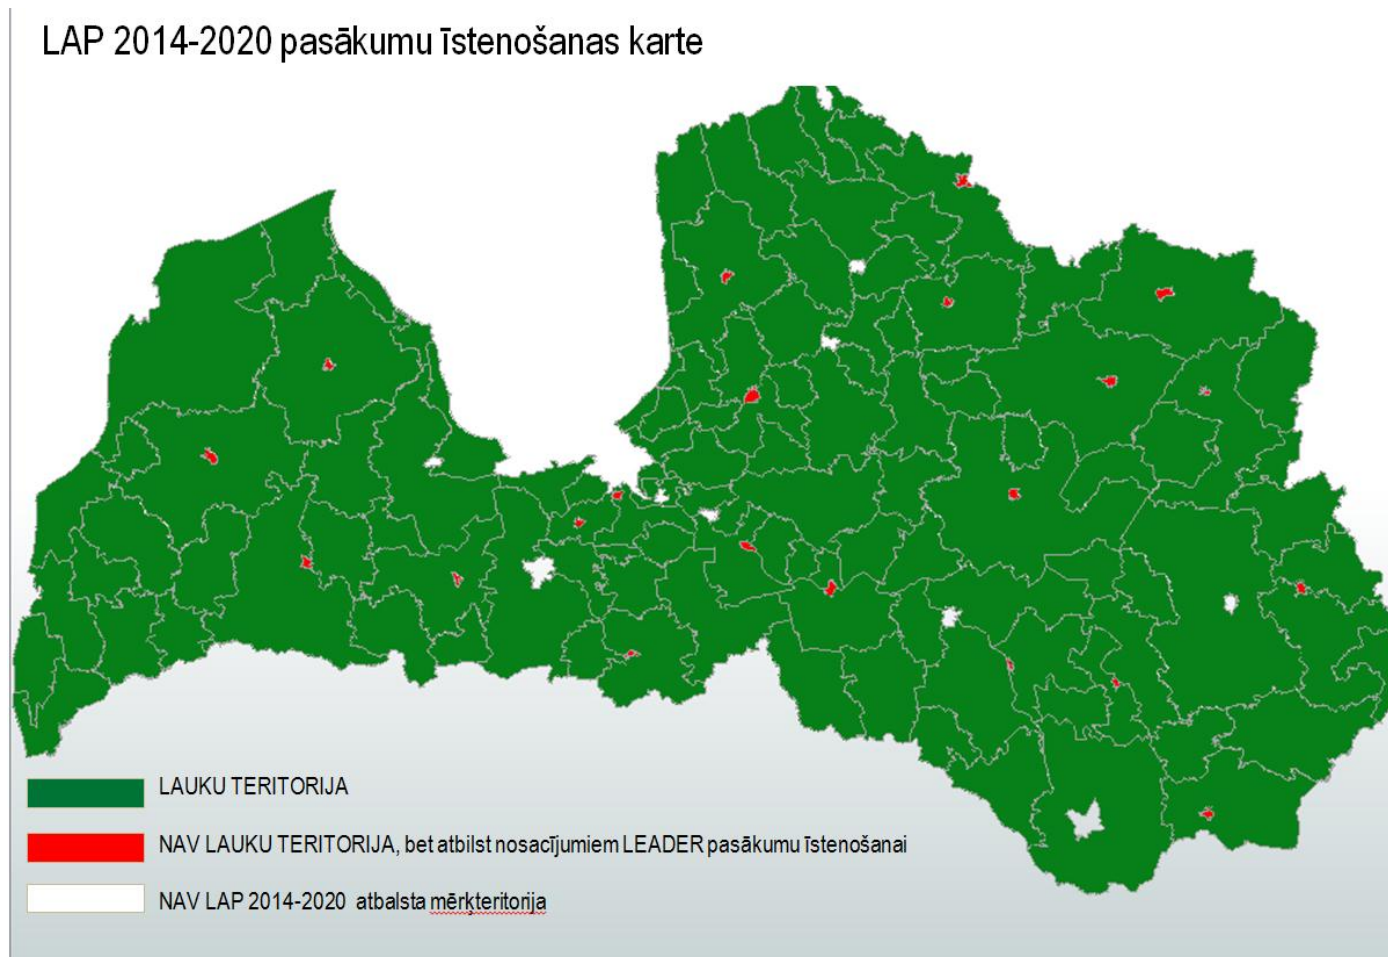 LAP 2014-2020 pasākumu īstenošanas karte
LAUKU TERITORIJA
NAV LAUKU TERITORIJA, bet atbilst nosacījumiem LEADER pasākumu īstenošanai
NAV LAP 2014-2020 atbalsta mērķteritorija